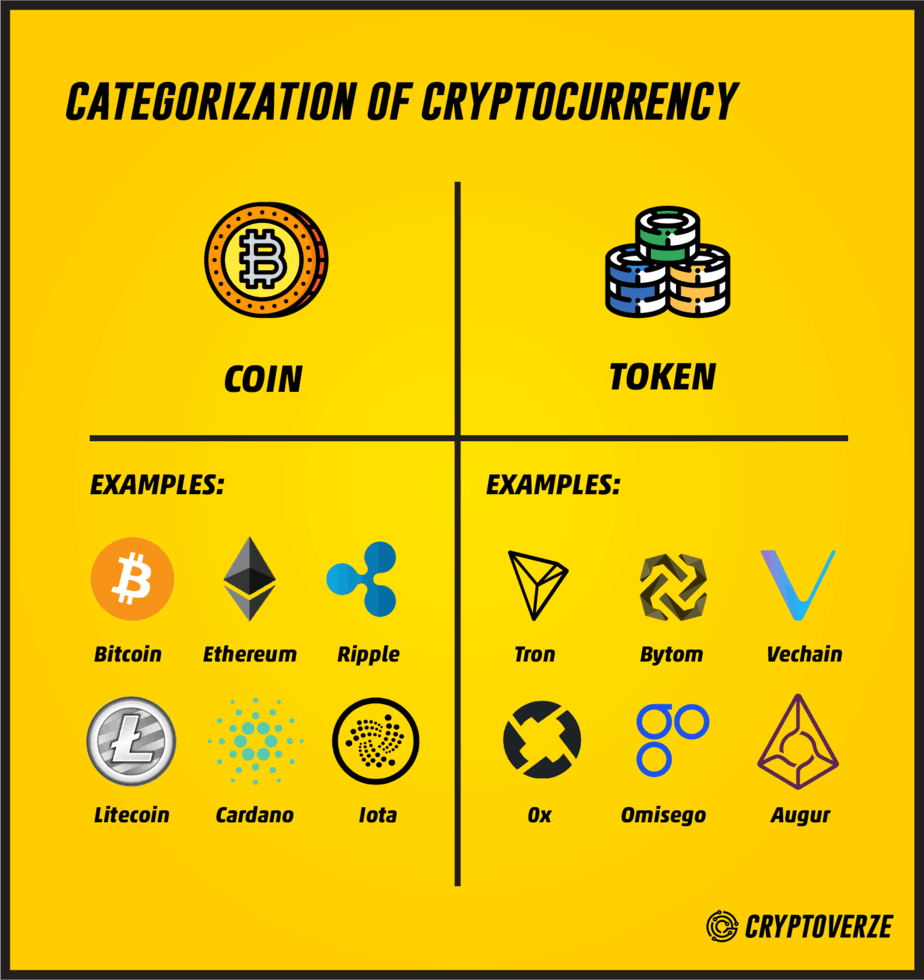 CATEGORIZATION OF CRYPTOCURRENCY
COIN
TOKEN
EXAMPLES:
EXAMPLES:
Bitcoin Ethereum Ripple
Tron Bytom Vechain
Litecoin Cardano Iota
0x Omisego Augur
CRYPTOVERZE